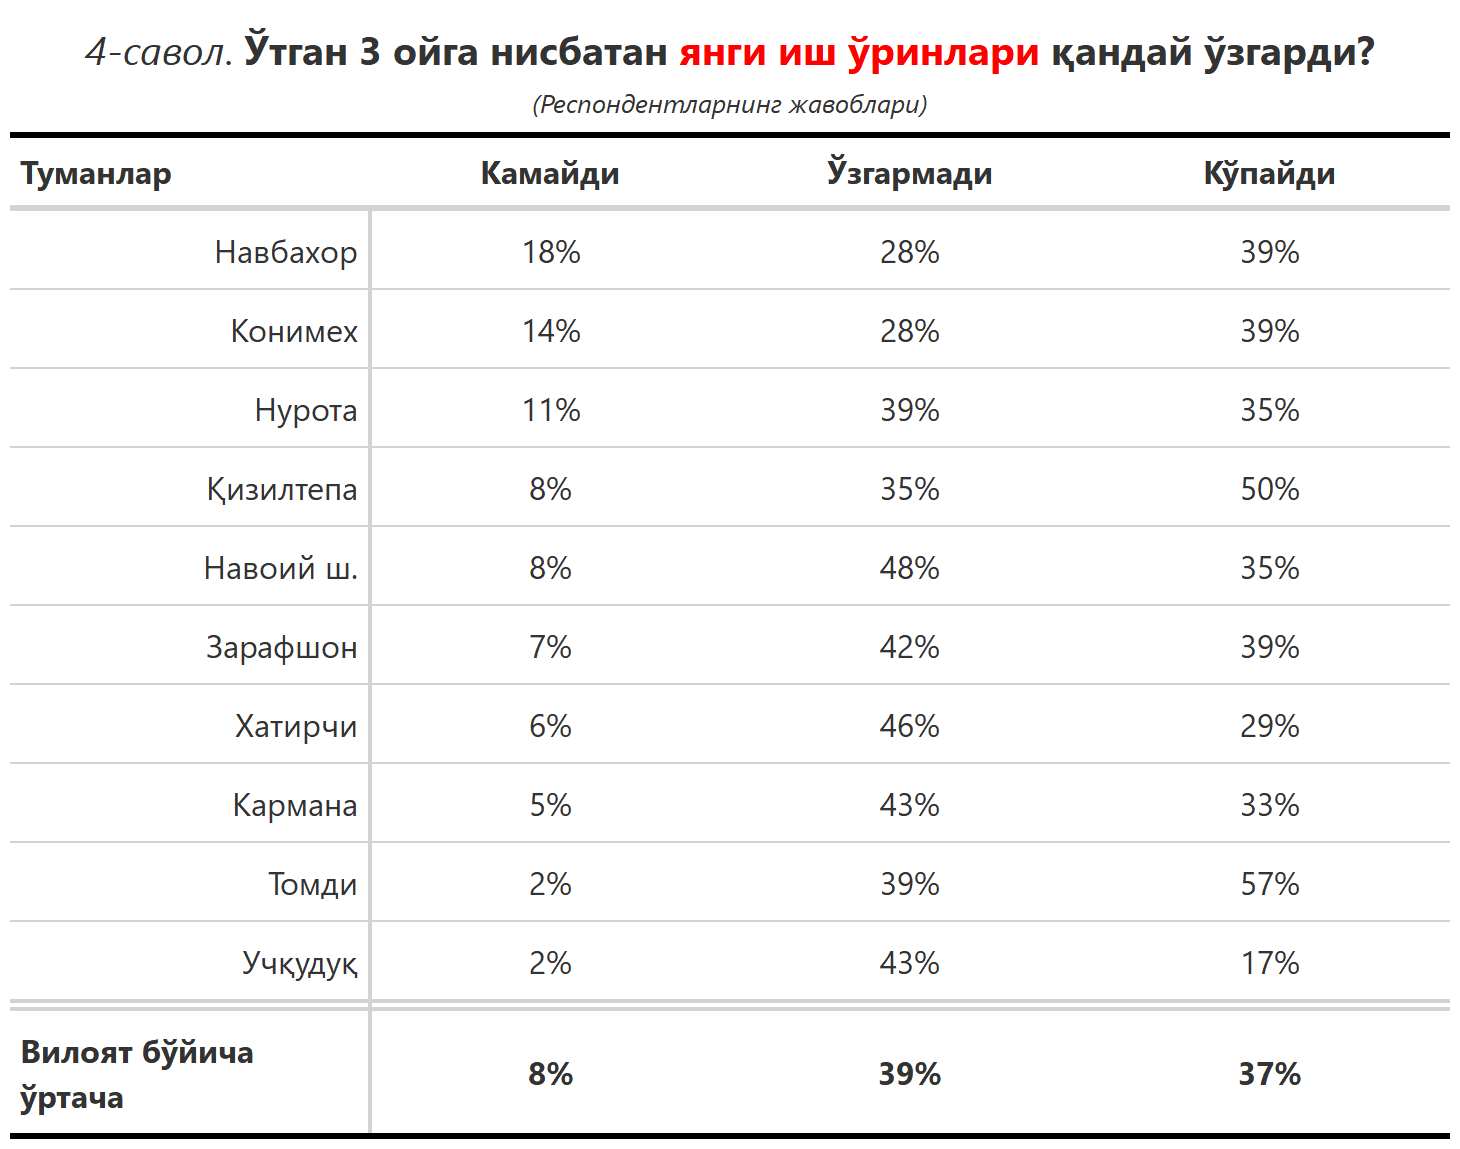 4-савол. Ўтган 3 ойга нисбатан янги иш ўринлари қандай ўзгарди?
(Респондентларнинг жавоблари)
Туманлар Камайди Ўзгармади Кўпайди
Навбахор 18% 28% 39%
Конимех 14% 28% 39%
Нурота 11% 39% 35%
Қизилтепа 8% 35% 50%
Навоий ш. 8% 48% 35%
Зарафшон 7% 42% 39%
Хатирчи 6% 46% 29%
Кармана 5% 43% 33%
Томди 2% 39% 57%
Учқудуқ 2% 43% 17%
Вилоят бўйича
ўртача 8% 39% 37%